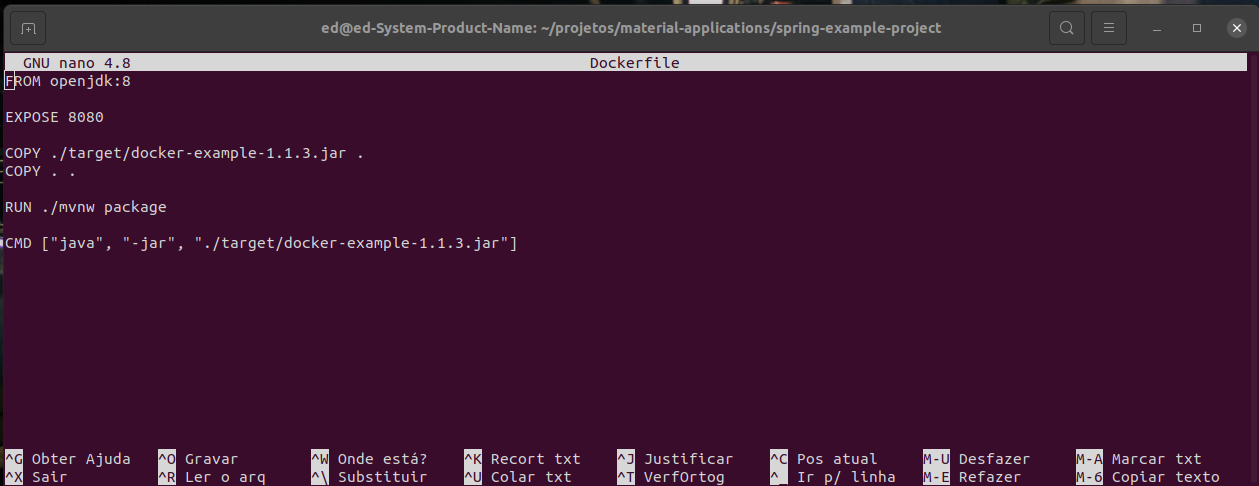 ed@ed-System-Product-Name: ~/projetos/material-applications/spring-example-project
GNU nano 4.8 Dockerfile
FROM openjdk:8
EXPOSE 8080
COPY ./target/docker-example-1.1.3.jar .
COPY . .
RUN ./mvnw package
CMD ["java", "-jar", "./target/docker-example-1.1.3.jar"]
^G Obter Ajuda ^O Gravar ^W Onde está? ^K Recort txt ^J Justificar ^C Pos atual M-U Desfazer M-A Marcar txt
^X Sair ^R Ler o arq ^\ Substituir ^U Colar txt ^T VerfOrtog ^_ Ir p/ linha M-E Refazer M-6 Copiar texto